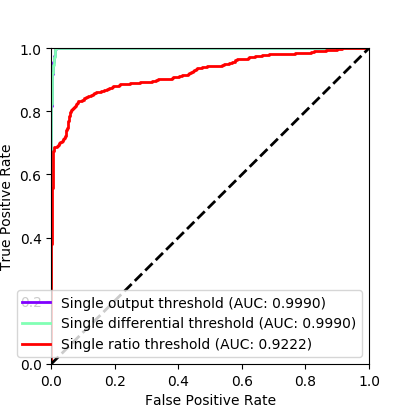 1.0
0.8
0.6
0.4
0.2
0.0
True Positive Rate
Single output threshold (AUC: 0.9990)
Single differential threshold (AUC: 0.9990)
Single ratio threshold (AUC: 0.9222)
0.0 0.2 0.4 0.6 0.8 1.0
False Positive Rate